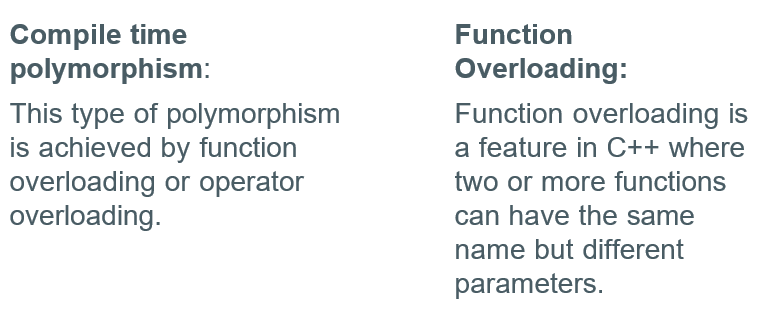 Compile time
polymorphism:
This type of polymorphism
is achieved by function
overloading or operator
overloading.
Function
Overloading:
Function overloading is
a feature in C++ where
two or more functions
can have the same
name but different
parameters.